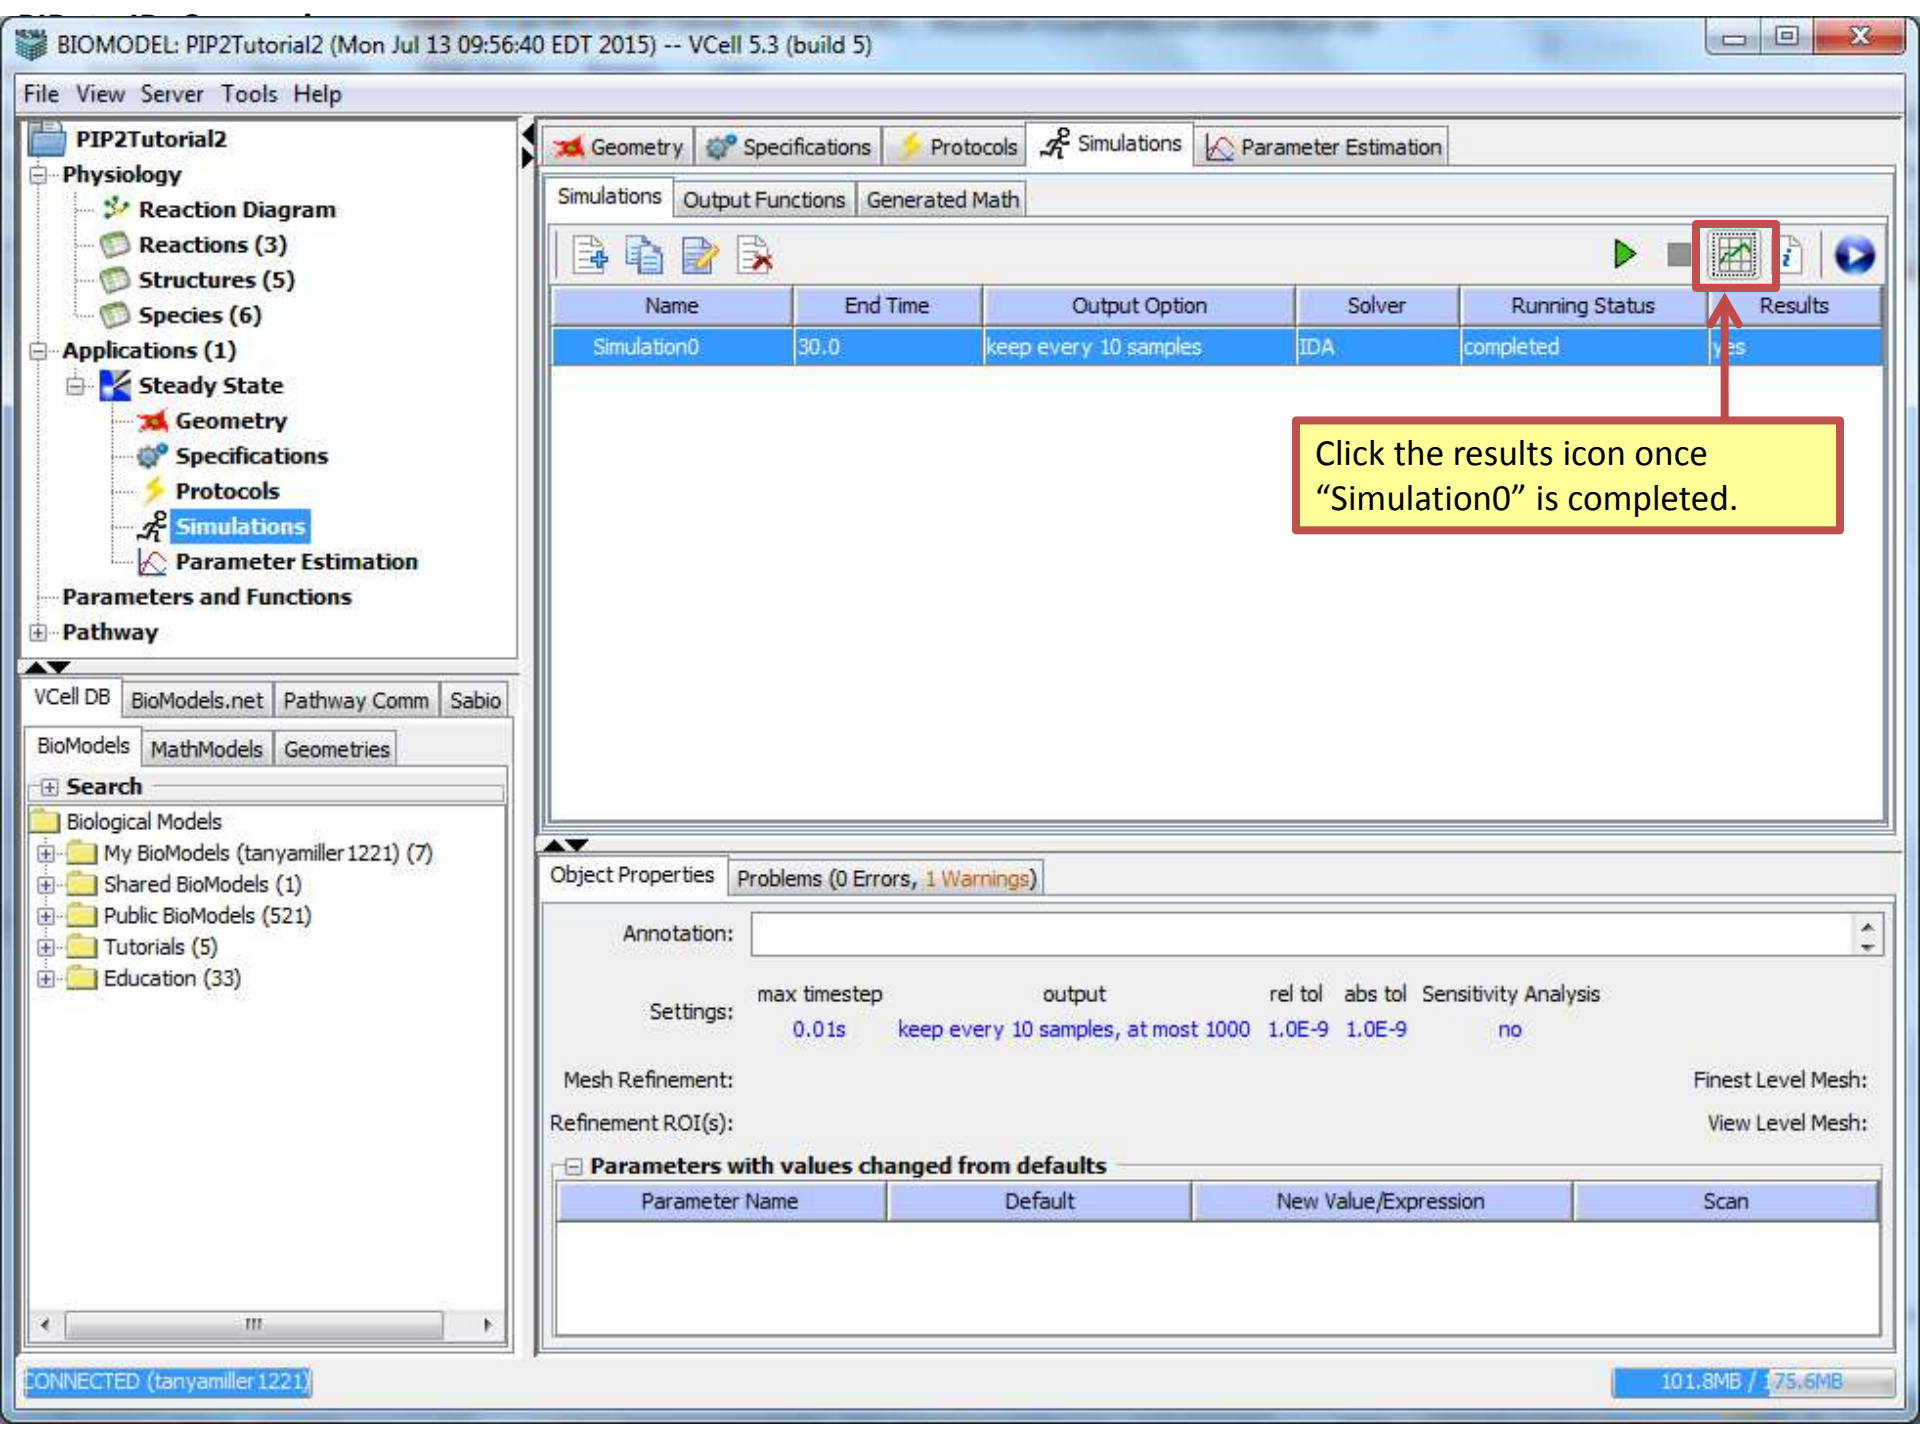 BIOMODEL: PIP2Tutorial2 (Mon Jul 13 09:56:40 EDT 2015) -- VCell 5.3 (build 5)
File View Server Tools Help
PIP2Tutorial2
Physiology
Reaction Diagram
Reactions (3)
Structures (5)
Species (6)
Applications (1)
Steady State
Geometry
Specifications
Protocols
Simulations
Parameter Estimation
Parameters and Functions
Pathway
VCell DB BioModels.net Pathway Comm Sabio
BioModels MathModels Geometries
Search
Biological Models
My BioModels (tanyamiller1221) (7)
Shared BioModels (1)
Public BioModels (521)
Tutorials (5)
Education (33)
Geometry Specifications Protocols Simulations Parameter Estimation
Simulations Output Functions Generated Math
Name End Time Output Option Solver Running Status Results
Simulation0 30.0 keep every 10 samples IDA completed yes
Click the results icon once
“Simulation0” is completed.
Object Properties Problems (0 Errors, 1 Warnings)
Annotation:
max timestep output rel tol abs tol Sensitivity Analysis
Settings: 0.01s keep every 10 samples, at most 1000 1.0E-9 1.0E-9 no
Mesh Refinement: Finest Level Mesh:
Refinement ROI(s): View Level Mesh:
Parameters with values changed from defaults
Parameter Name Default New Value/Expression Scan
CONNECTED (tanyamiller1221)
101.8MB / 175.6MB